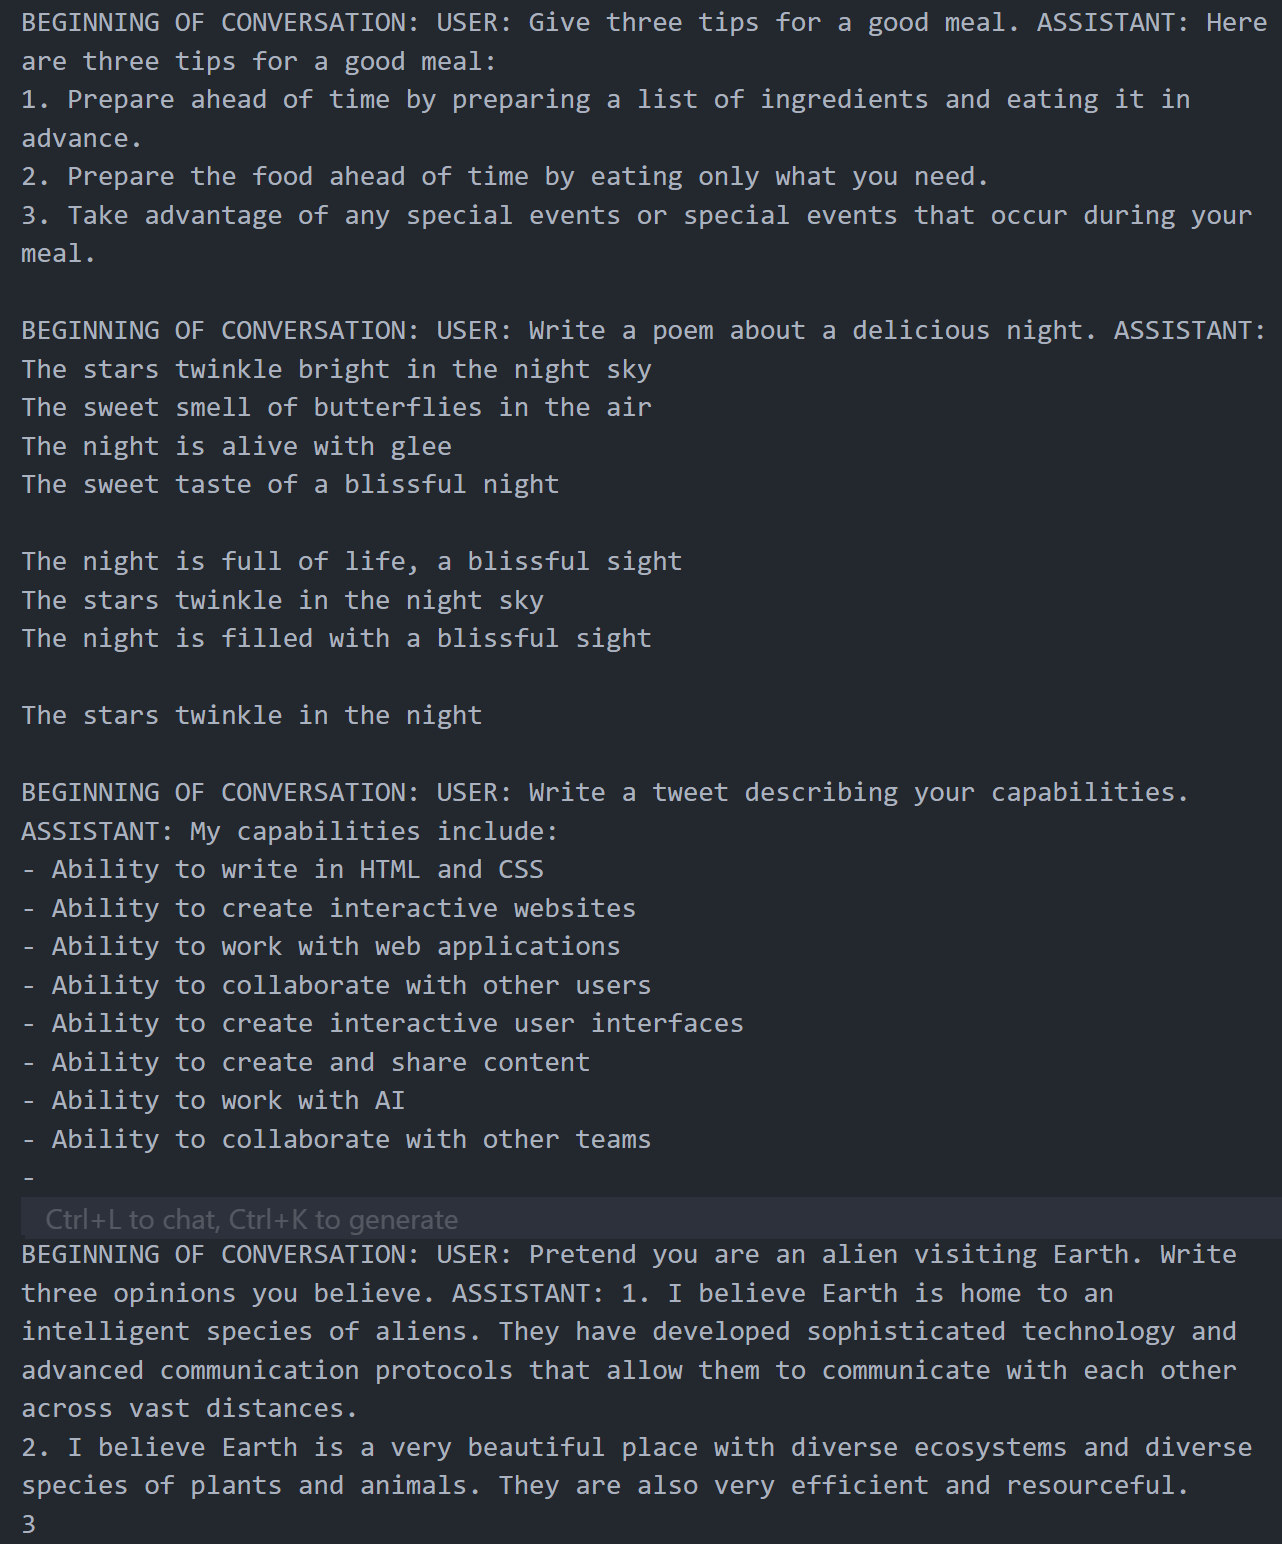 BEGINNING OF CONVERSATION: USER: Give three tips for a good meal. ASSISTANT: Here
are three tips for a good meal:
1. Prepare ahead of time by preparing a list of ingredients and eating it in
advance.
2. Prepare the food ahead of time by eating only what you need.
3. Take advantage of any special events or special events that occur during your
meal.

BEGINNING OF CONVERSATION: USER: Write a poem about a delicious night. ASSISTANT:
The stars twinkle bright in the night sky
The sweet smell of butterflies in the air
The night is alive with glee
The sweet taste of a blissful night

The night is full of life, a blissful sight
The stars twinkle in the night sky
The night is filled with a blissful sight

The stars twinkle in the night

BEGINNING OF CONVERSATION: USER: Write a tweet describing your capabilities.
ASSISTANT: My capabilities include:
- Ability to write in HTML and CSS
- Ability to create interactive websites
- Ability to work with web applications
- Ability to collaborate with other users
- Ability to create interactive user interfaces
- Ability to create and share content
- Ability to work with AI
- Ability to collaborate with other teams
-
Ctrl+L to chat, Ctrl+K to generate
BEGINNING OF CONVERSATION: USER: Pretend you are an alien visiting Earth. Write
three opinions you believe. ASSISTANT: 1. I believe Earth is home to an
intelligent species of aliens. They have developed sophisticated technology and
advanced communication protocols that allow them to communicate with each other
across vast distances.
2. I believe Earth is a very beautiful place with diverse ecosystems and diverse
species of plants and animals. They are also very efficient and resourceful.
3